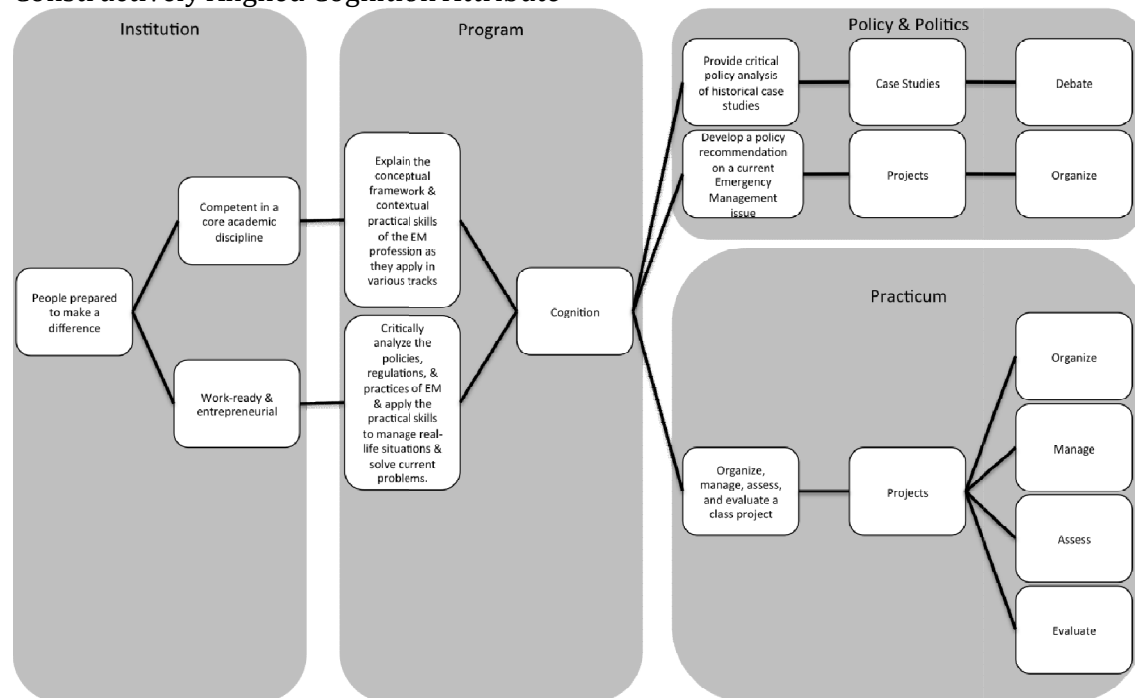 Constructively Aligned Cognition Attribute
Institution
People prepared
to make a
difference
Competent in a
core academic
discipline
Work-ready &
entrepreneurial
Program
Explain the
conceptual
framework &
contextual
practical skills
of the EM
profession as
they apply in
various tracks
Critically
analyze the
policies,
regulations, &
practices of EM
& apply the
practical skills
to manage real-
life situations &
solve current
problems.
Cognition
Policy & Politics
Provide critical
policy analysis
of historical case
studies
Case Studies
Debate
Develop a policy
recommendation
on a current
Emergency
Management
issue
Projects
Organize
Practicum
Organize,
manage, assess,
and evaluate a
class project
Projects
Organize
Manage
Assess
Evaluate